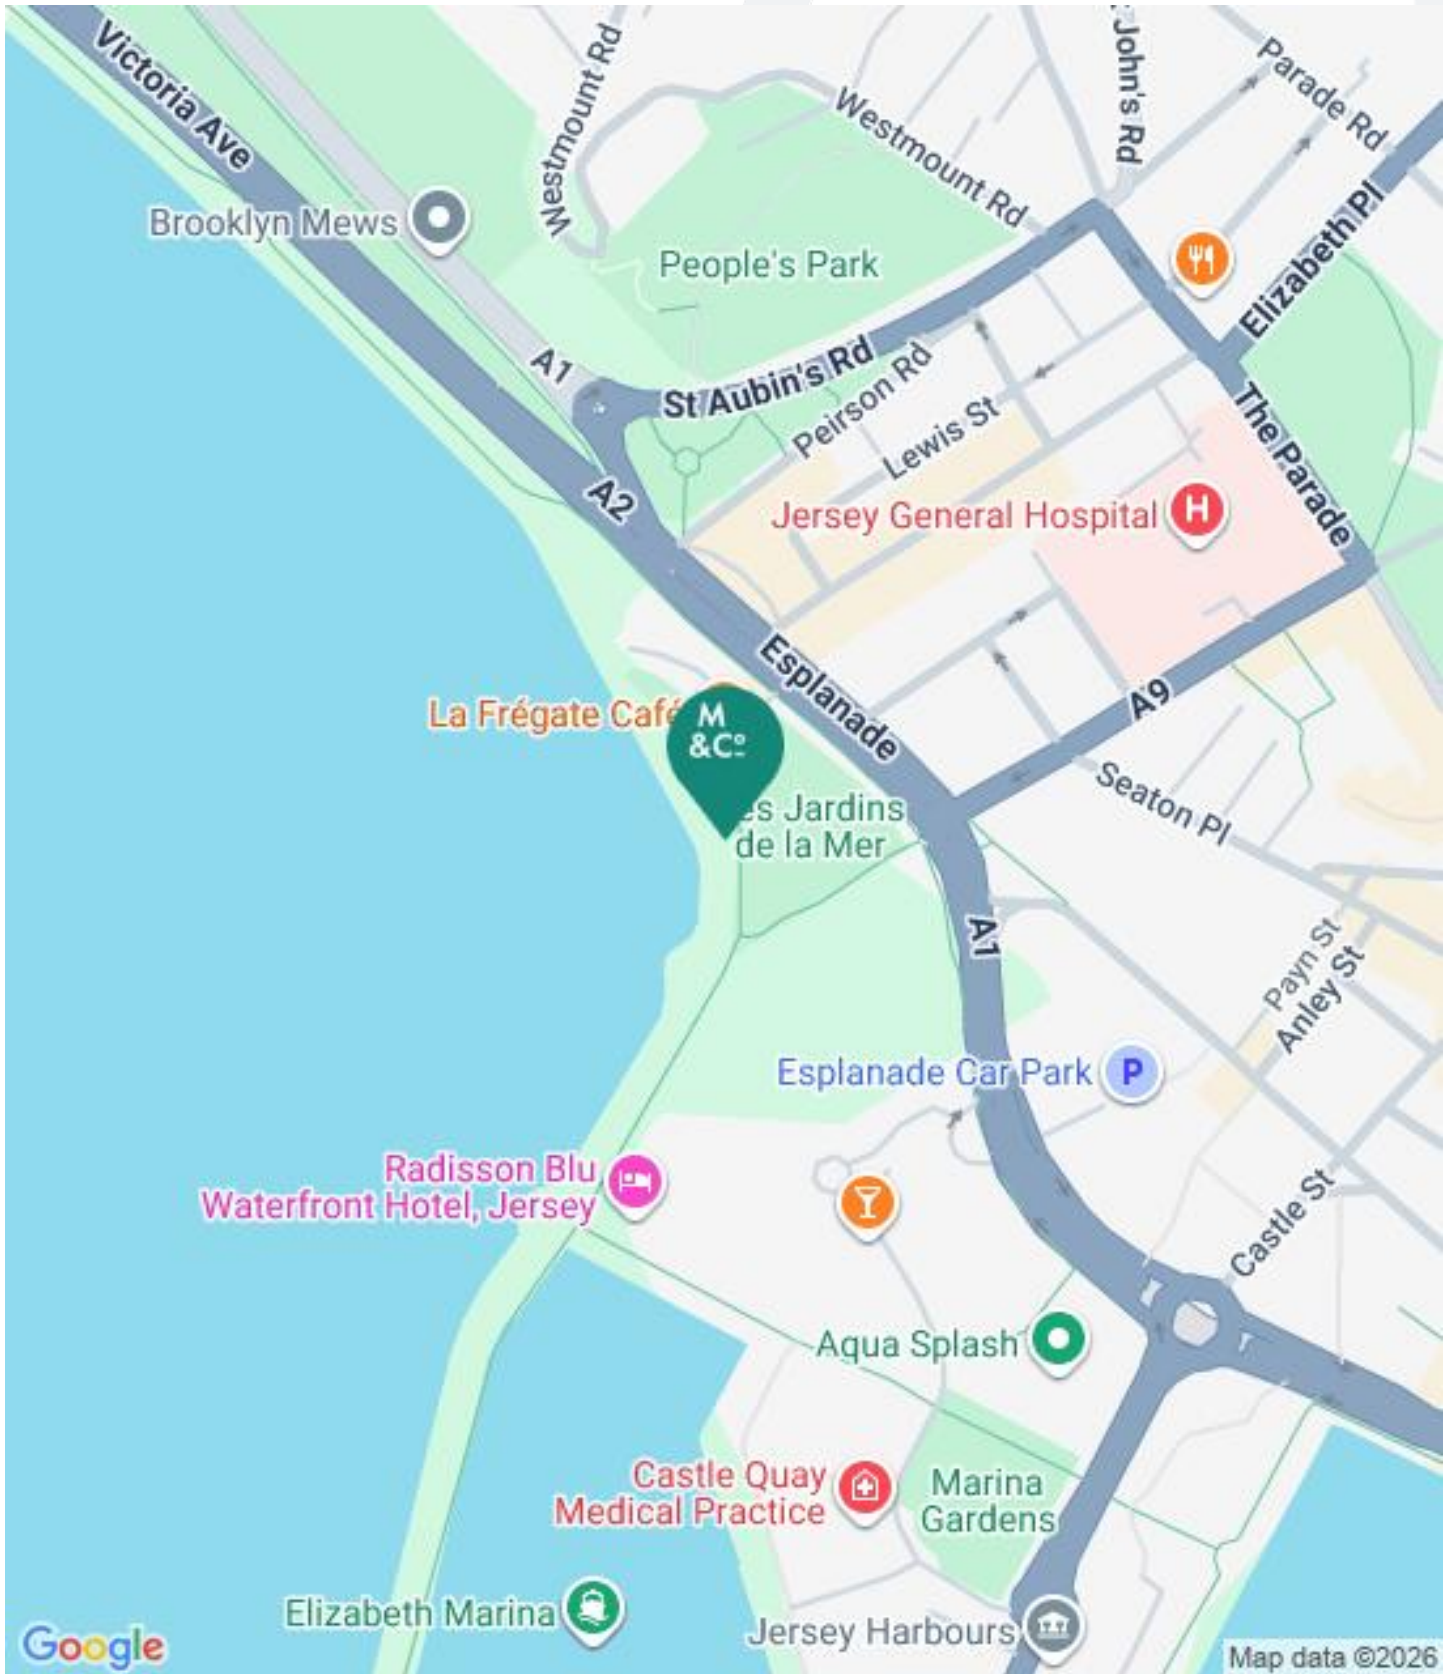 Victoria Ave
Westmount Rd
Westmount Rd
John's Rd
Parade Rd
Brooklyn Mews
People's Park
Elizabeth Pl
A1
St Aubin's Rd
Peirson Rd
Lewis St
The Parade
A2
Jersey General Hospital
H
Esplanade
La Frégate Café
M
&Cº
A9
es Jardins
de la Mer
Seaton Pl
A1
Payn St
Anley St
Esplanade Car Park
P
Radisson Blu
Waterfront Hotel, Jersey
Castle St
Aqua Splash
Castle Quay
Medical Practice
Marina
Gardens
Elizabeth Marina
Jersey Harbours
Google
Map data ©2026